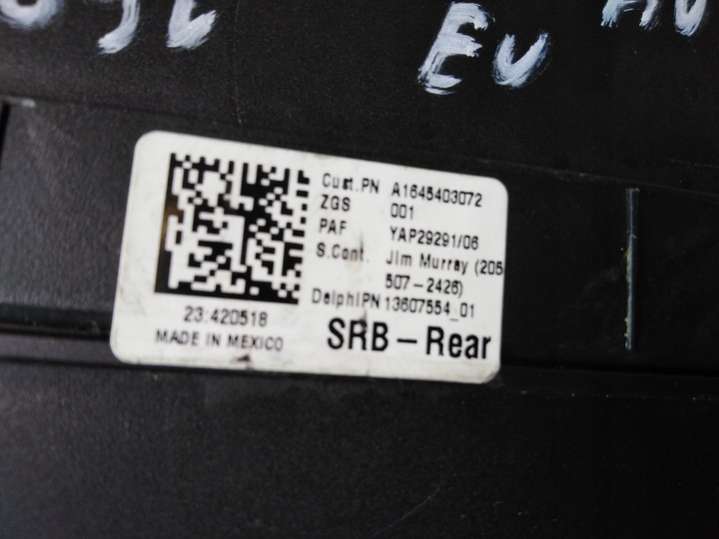 EU
Cust.PN A1645403072
ZGS 001
PAF YAP29291/06
S.Cont. Jim Murray (205
507-2426)
DelphiPN 13607554_01
SRB-Rear
23:420518
MADE IN MEXICO